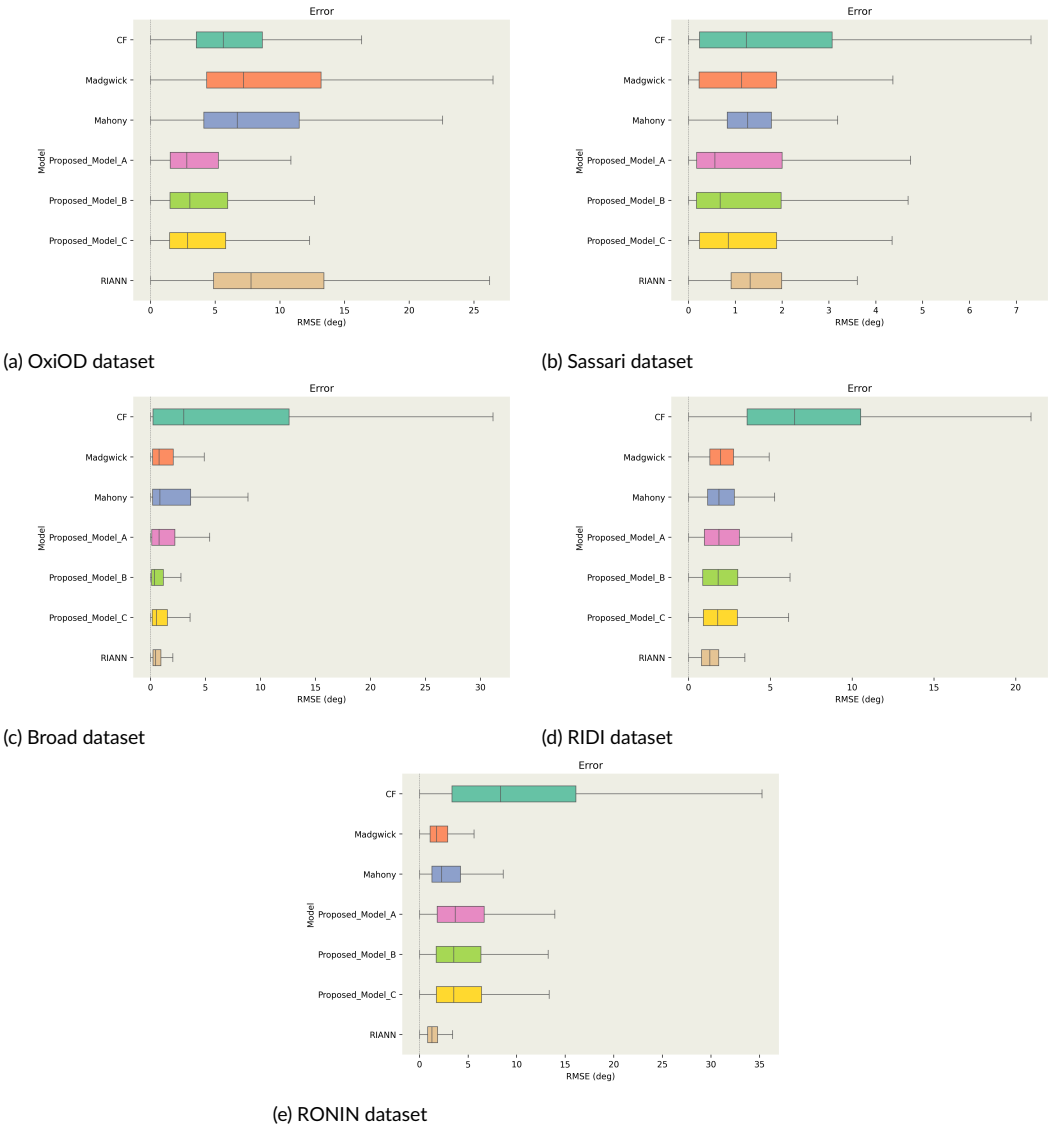 Error
CF
Madgwick
Mahony
Proposed_Model_A
Proposed_Model_B
Proposed_Model_C
RIANN
Model
0 5 10 15 20 25
RMSE (deg)
(a) OxiOD dataset
Error
CF
Madgwick
Mahony
Proposed_Model_A
Proposed_Model_B
Proposed_Model_C
RIANN
Model
0 1 2 3 4 5 6 7
RMSE (deg)
(b) Sassari dataset
Error
CF
Madgwick
Mahony
Proposed_Model_A
Proposed_Model_B
Proposed_Model_C
RIANN
Model
0 5 10 15 20 25 30
RMSE (deg)
(c) Broad dataset
Error
CF
Madgwick
Mahony
Proposed_Model_A
Proposed_Model_B
Proposed_Model_C
RIANN
Model
0 5 10 15 20
RMSE (deg)
(d) RIDI dataset
Error
CF
Madgwick
Mahony
Proposed_Model_A
Proposed_Model_B
Proposed_Model_C
RIANN
Model
0 5 10 15 20 25 30 35
RMSE (deg)
(e) RONIN dataset